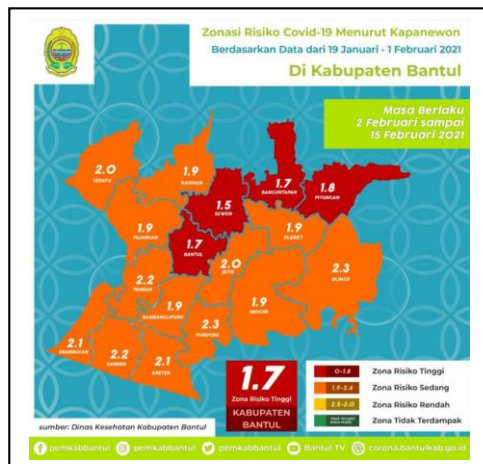 Zonasi Risiko Covid-19 Menurut Kapanewon
Berdasarkan Data dari 19 Januari - 1 Februari 2021
Di Kabupaten Bantul
Masa Berlaku
2 Februari sampai
15 Februari 2021
2.0
SEDAYU
1.9
KASIHAN
1.7
BANGUNTAPAN
1.8
PIYUNGAN
1.5
SEWON
1.9
PAJANGAN
1.7
BANTUL
1.9
PLERET
2.0
JETIS
2.3
DLINGO
2.2
PANDAK
1.9
BAMBANGLIPURO
1.9
IMOGIRI
2.3
PUNDONG
2.1
SRANDAKAN
2.2
SANDEN
2.1
KRETEK
1.7
Zona Risiko Tinggi
KABUPATEN
BANTUL
0-1.8 Zona Risiko Tinggi
1.9-2.4 Zona Risiko Sedang
2.5-3.0 Zona Risiko Rendah
Zona Tidak Terdampak
sumber: Dinas Kesehatan Kabupaten Bantul
pemkabbantul pemkabbantul pemkabbantul Bantul TV corona.bantulkab.go.id